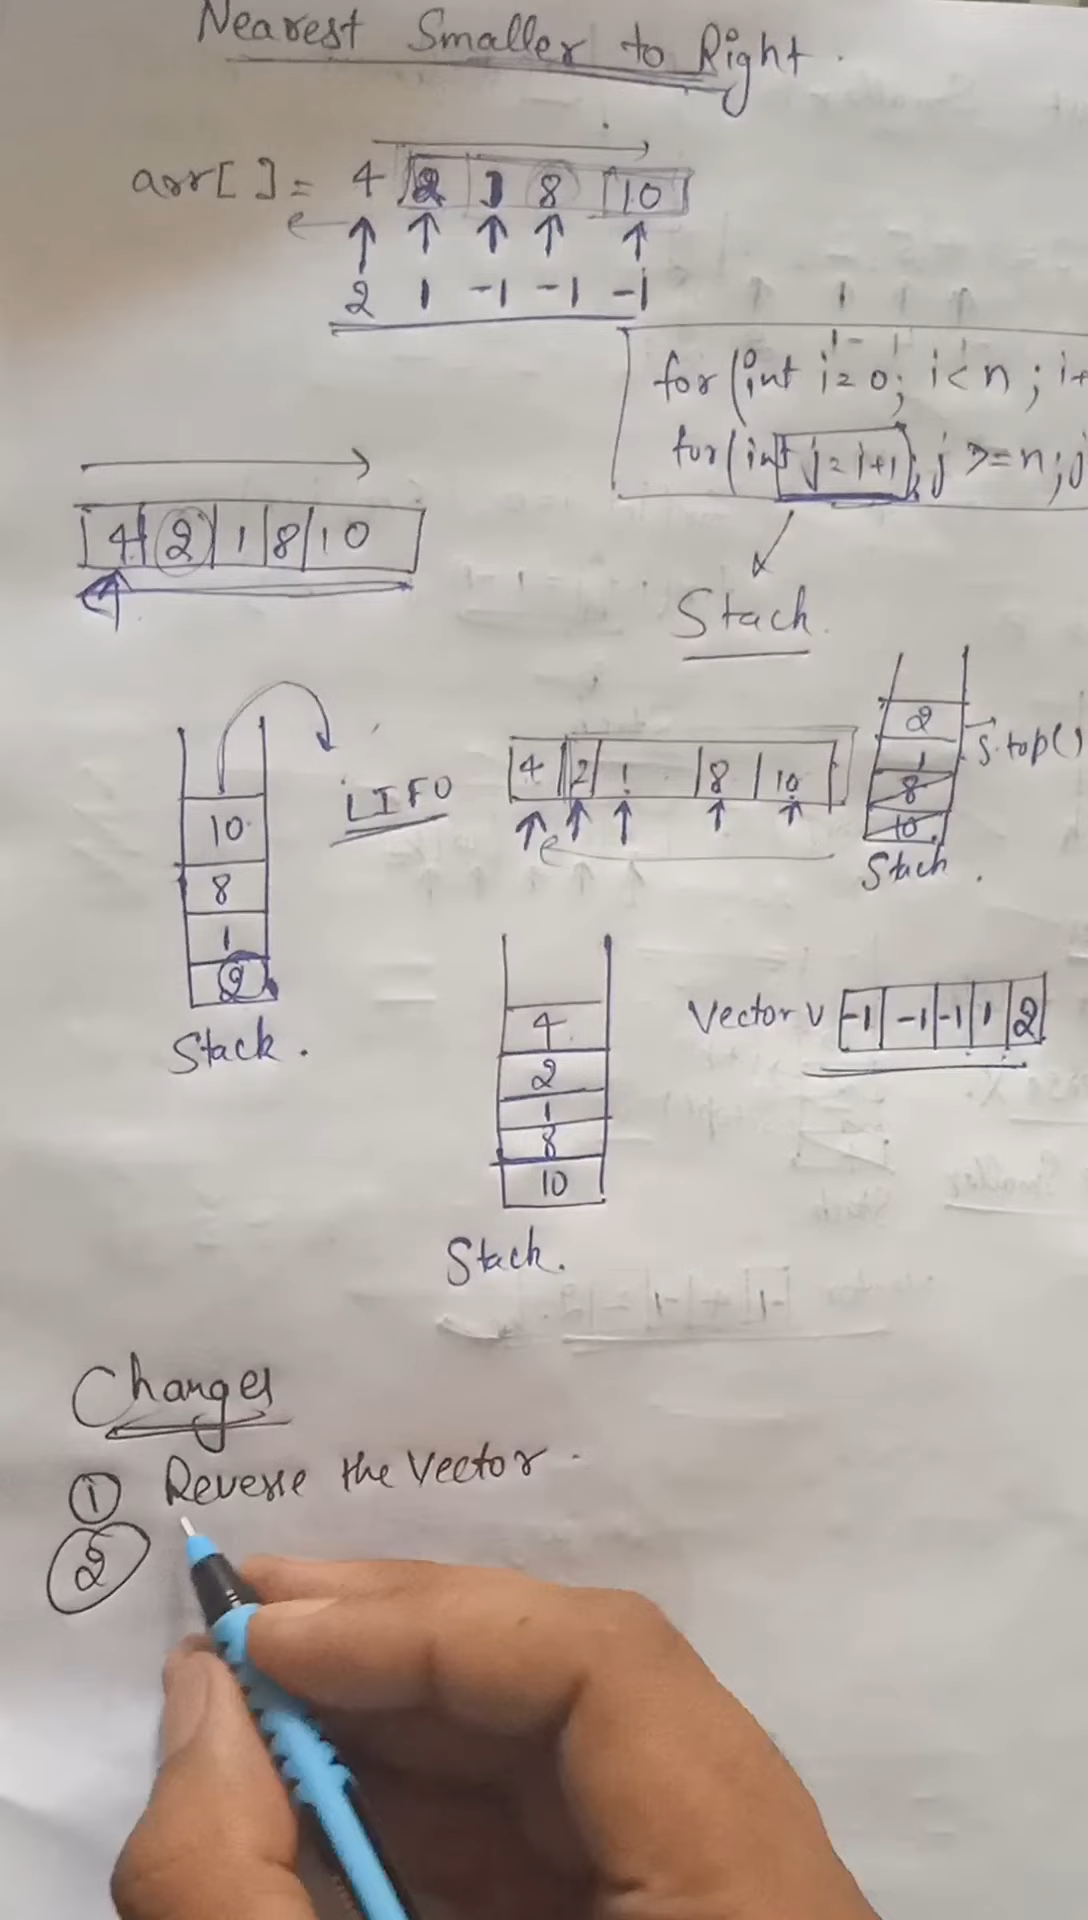 Nearest Smaller to Right.
arr[ ] = 4 2 1 8 10
2 1 -1 -1 -1
for (int i=0; i<n; i+
for(int j=i+1; j>=n; j
4 2 1 8 10
Stack.
2
1
8
10
s.top()
Stack.
4 2 1 8 10
LIFO
10
8
1
2
Stack.
4
2
1
8
10
Stack.
Vector v -1 -1 -1 1 2
Changes
1 Reverse the Vector.
2